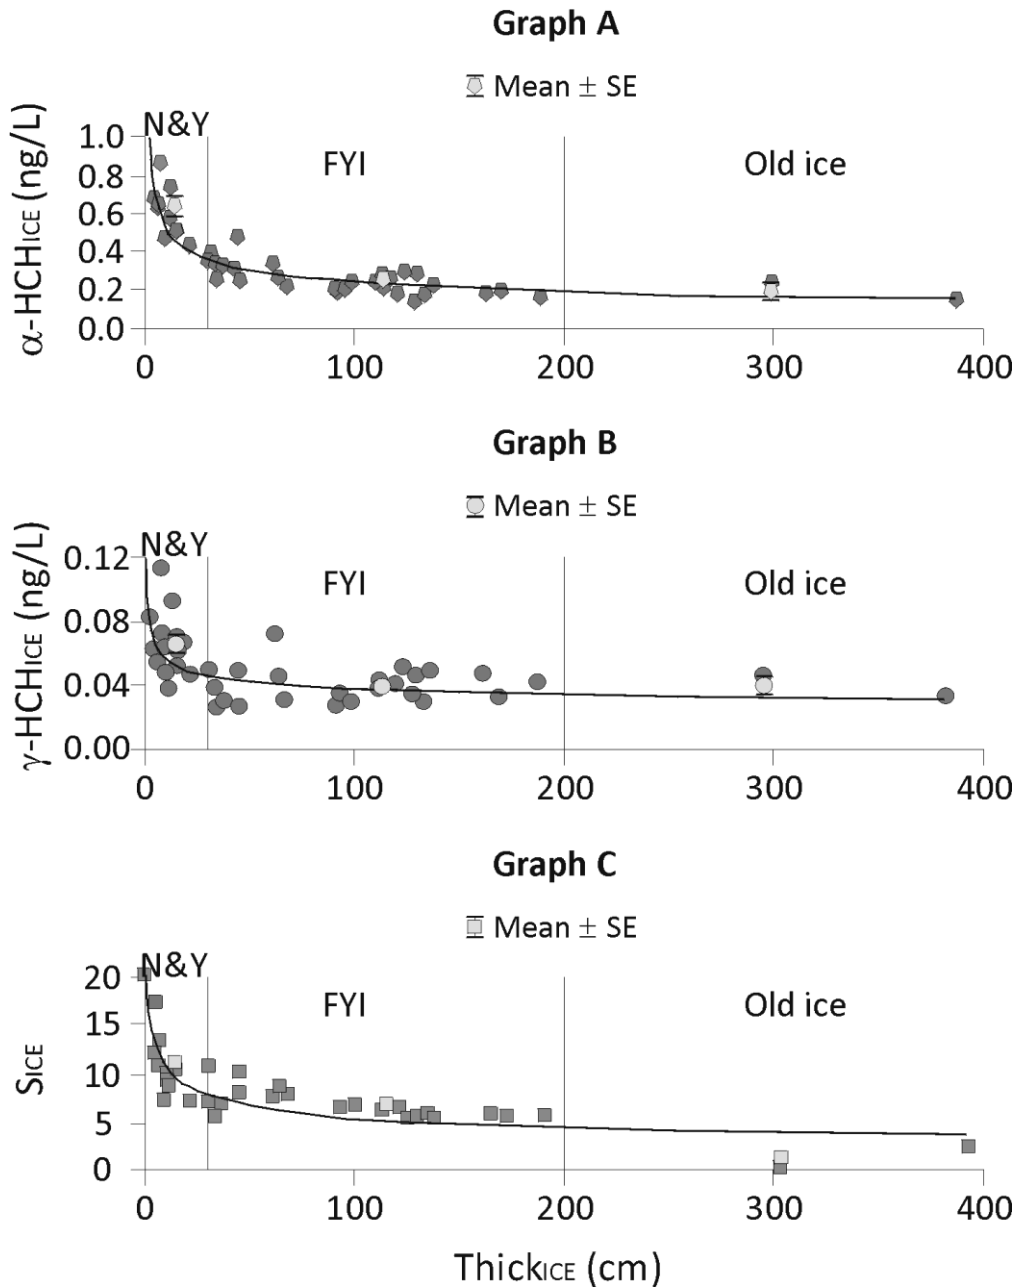 Graph A
Mean ± SE
α-HCHICE (ng/L)
N&Y
FYI
Old ice
1.0
0.8
0.6
0.4
0.2
0.0
0
100
200
300
400
Graph B
Mean ± SE
γ-HCHICE (ng/L)
N&Y
FYI
Old ice
0.12
0.08
0.04
0.00
0
100
200
300
400
Graph C
Mean ± SE
SICE
N&Y
FYI
Old ice
20
15
10
5
0
0
100
200
300
400
ThickICE (cm)